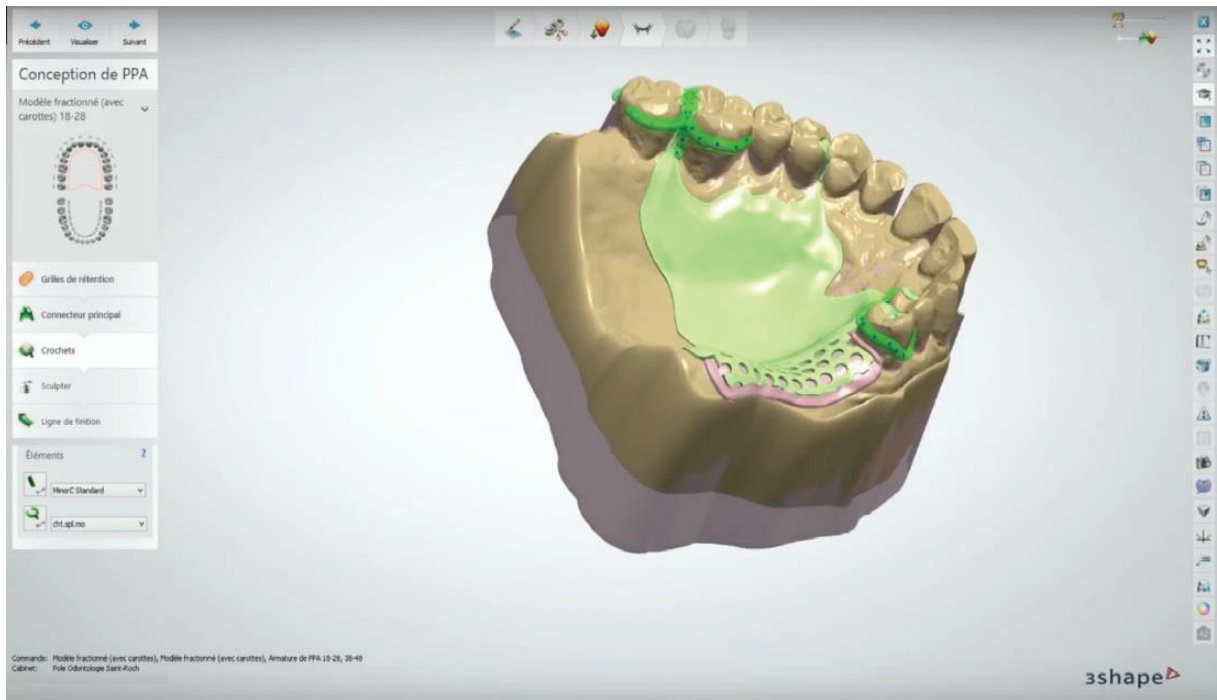 Précédent Visualiser Suivant
Conception de PPA
Modèle fractionné (avec
carottes) 18-28
Grilles de rétention
Connecteur principal
Crochets
Sculpter
Ligne de finition
Éléments 2
MinorC Standard
cht.spl.mo
Commande: Modèle fractionné (avec carottes), Modèle fractionné (avec carottes), Armature de PPA 18-28, 38-48
Cabinet: Pole Odontologie Saint-Roch
3shape